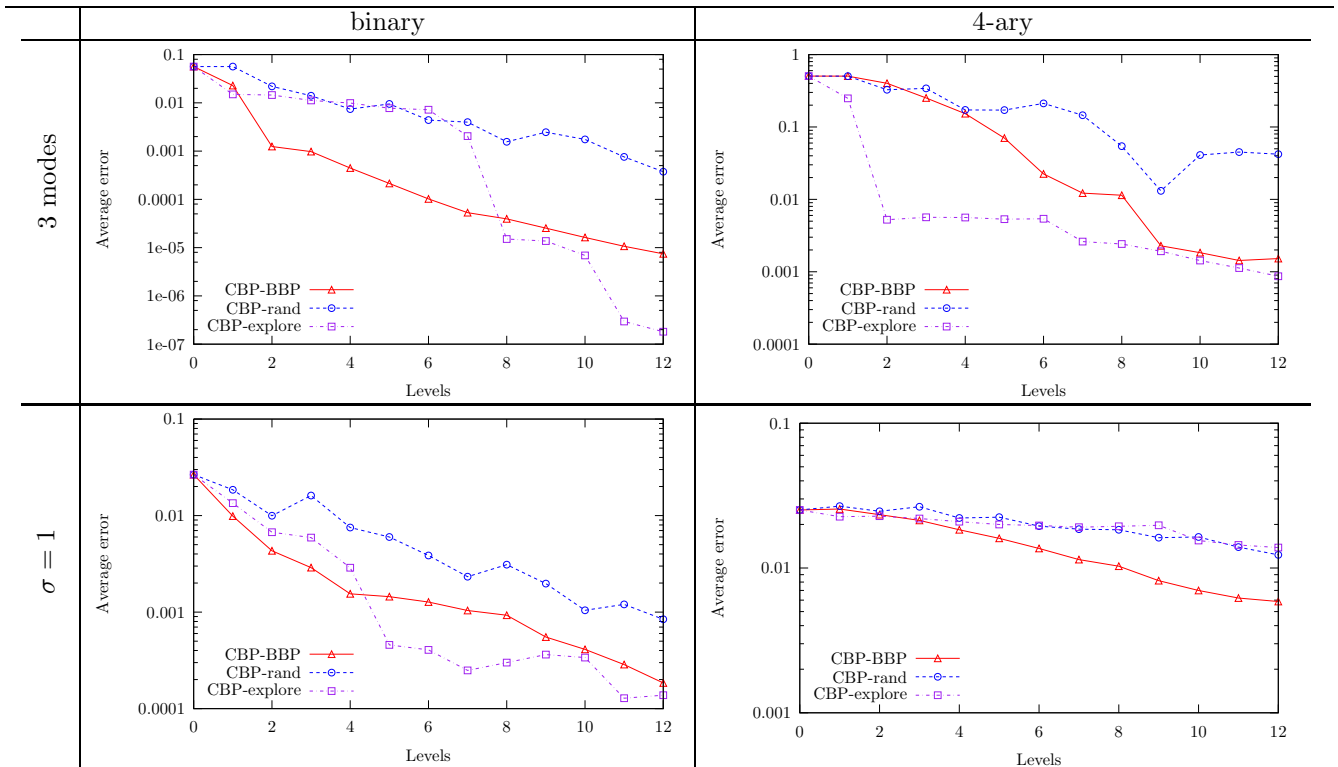 binary
4-ary
3 modes
0.1
0.01
0.001
0.0001
1e-05
1e-06
1e-07
Average error
CBP-BBP
CBP-rand
CBP-explore
0 2 4 6 8 10 12
Levels
1
0.1
0.01
0.001
0.0001
Average error
CBP-BBP
CBP-rand
CBP-explore
0 2 4 6 8 10 12
Levels
σ = 1
0.1
0.01
0.001
0.0001
Average error
CBP-BBP
CBP-rand
CBP-explore
0 2 4 6 8 10 12
Levels
0.1
0.01
0.001
Average error
CBP-BBP
CBP-rand
CBP-explore
0 2 4 6 8 10 12
Levels